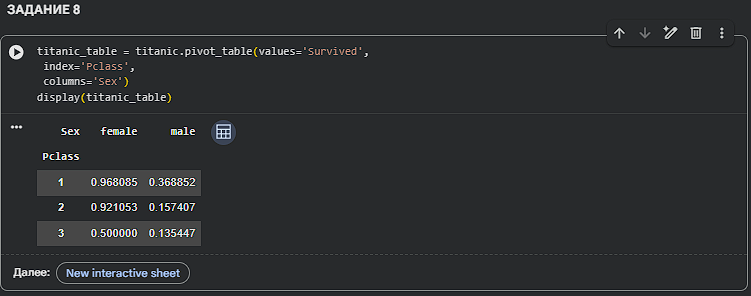 ЗАДАНИЕ 8
titanic_table = titanic.pivot_table(values='Survived',
index='Pclass',
columns='Sex')
display(titanic_table)
Sex female male
Pclass
1 0.968085 0.368852
2 0.921053 0.157407
3 0.500000 0.135447
Далее: New interactive sheet